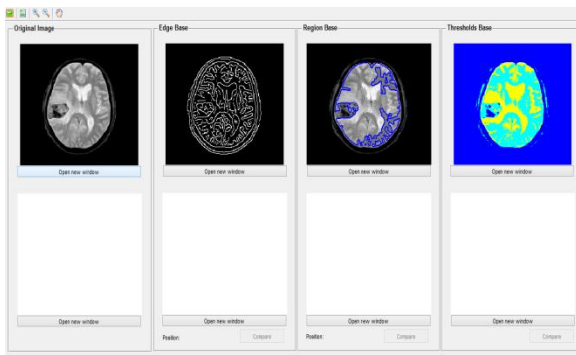 Original Image
Edge Base
Region Base
Thresholds Base
Open new window
Open new window
Open new window
Open new window
Open new window
Open new window
Open new window
Open new window
Position:
Compare
Position:
Compare
Compare